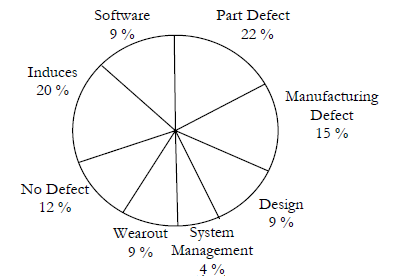 Software
9 %
Part Defect
22 %
Manufacturing
Defect
15 %
Design
9 %
System
Management
4 %
Wearout
9 %
No Defect
12 %
Induces
20 %